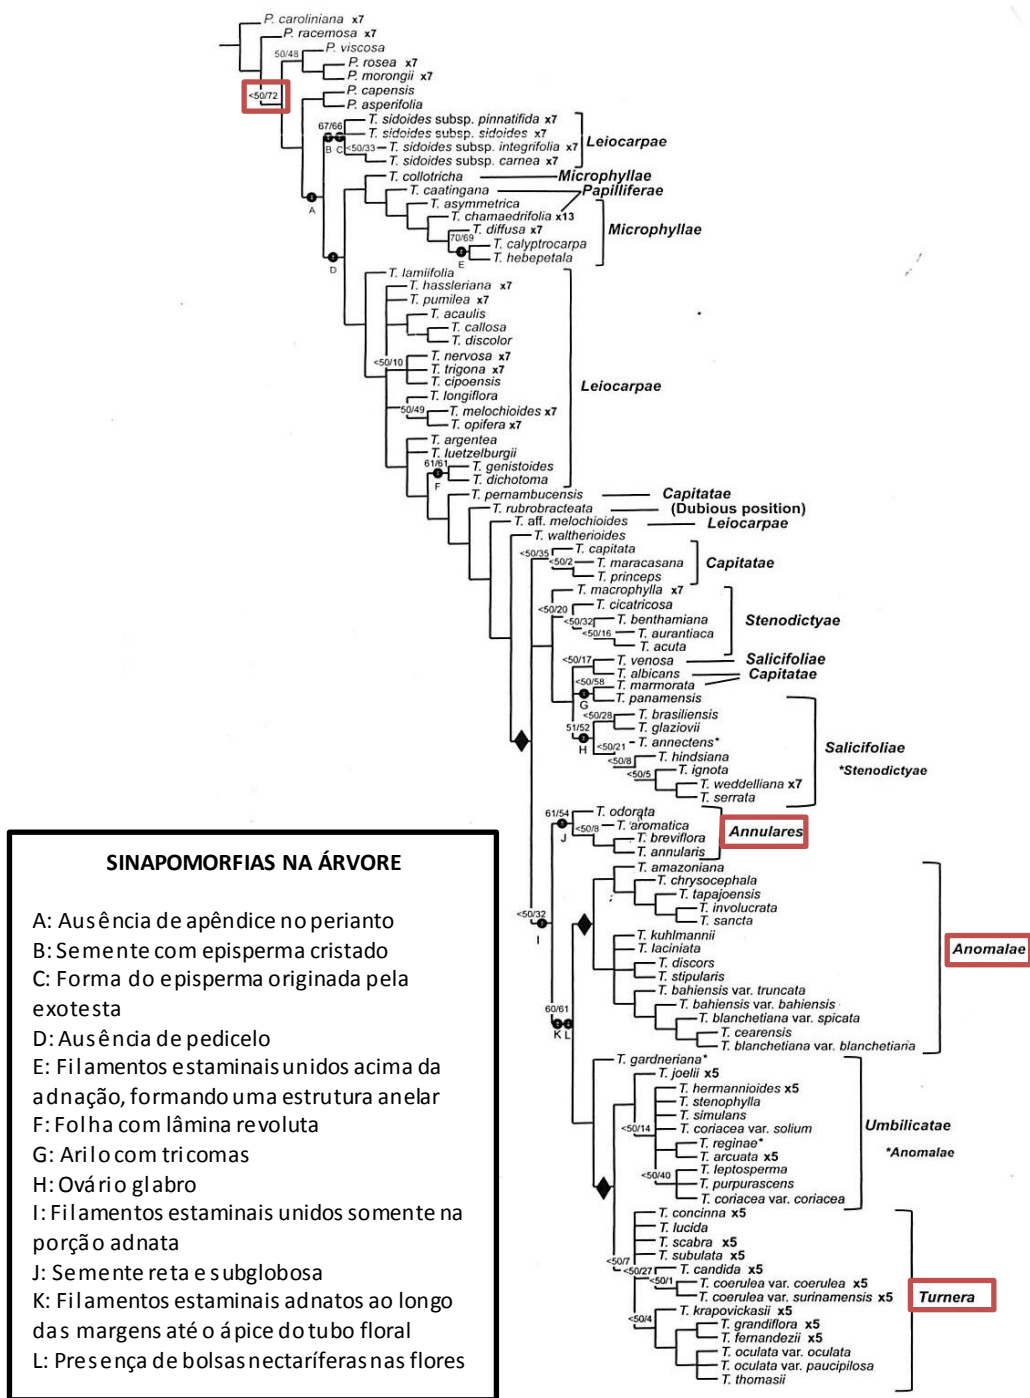 P. caroliniana x7
P. racemosa x7
P. viscosa
50/48
P. rosea x7
P. morongii x7
<50/72
P. capensis
P. asperifolia
T. sidoides subsp. pinnatifida x7
67/66
T. sidoides subsp. sidoides x7
B C
<50/33
T. sidoides subsp. integrifolia x7
Leiocarpae
T. sidoides subsp. carnea x7
T. collotricha
Microphyllae
A
T. caatingana
Papilliferae
T. asymmetrica
T. chamaedrifolia x13
T. diffusa x7
Microphyllae
70/69
T. calyptrocarpa
E
T. hebepetala
D
T. lamiifolia
T. hassleriana x7
T. pumilea x7
T. acaulis
T. callosa
T. discolor
T. nervosa x7
<50/10
T. trigona x7
T. cipoensis
Leiocarpae
T. longiflora
50/49
T. melochioides x7
T. opifera x7
T. argentea
T. luetzelburgii
61/61
T. genistoides
F
T. dichotoma
T. pernambucensis
Capitatae
T. rubrobracteata
(Dubious position)
T. aff. melochioides
Leiocarpae
T. waltherioides
<50/35
T. capitata
<50/2
T. maracasana
Capitatae
T. princeps
T. macrophylla x7
<50/20
T. cicatricosa
<50/32
T. benthamiana
Stenodictyae
<50/16
T. aurantiaca
T. acuta
<50/17
T. venosa
Salicifoliae
T. albicans
Capitatae
<50/58
T. marmorata
G
T. panamensis
<50/28
T. brasiliensis
51/52
T. glaziovii
H
<50/21
T. annectens*
Salicifoliae
<50/8
T. hindsiana
*Stenodictyae
<50/5
T. ignota
T. weddelliana x7
T. serrata
61/54
T. odorata
J
<50/8
T. aromatica
Annulares
T. breviflora
T. annularis
T. amazoniana
T. chrysocephala
T. tapajoensis
T. involucrata
<50/32
T. sancta
I
T. kuhlmannii
T. laciniata
Anomalae
T. discors
T. stipularis
T. bahiensis var. truncata
T. bahiensis var. bahiensis
60/61
T. blanchetiana var. spicata
K L
T. cearensis
T. blanchetiana var. blanchetiana
T. gardneriana*
T. joelii x5
T. hermannioides x5
T. stenophylla
T. simulans
<50/14
T. coriacea var. solium
Umbilicatae
T. reginae*
*Anomalae
T. arcuata x5
<50/40
T. leptosperma
T. purpurascens
T. coriacea var. coriacea
T. concinna x5
T. lucida
T. scabra x5
<50/7
T. subulata x5
<50/27
T. candida x5
<50/1
T. coerulea var. coerulea x5
T. coerulea var. surinamensis x5
Turnera
<50/4
T. krapovickasii x5
T. grandiflora x5
T. fernandezii x5
T. oculata var. oculata
T. oculata var. paucipilosa
T. thomasii
SINAPOMORFIAS NA ÁRVORE
A: Ausência de apêndice no perianto
B: Semente com episperma cristado
C: Forma do episperma originada pela
exotesta
D: Ausência de pedicelo
E: Filamentos estaminais unidos acima da
adnação, formando uma estrutura anelar
F: Folha com lâmina revoluta
G: Arilo com tricomas
H: Ovário glabro
I: Filamentos estaminais unidos somente na
porção adnata
J: Semente reta e subglobosa
K: Filamentos estaminais adnatos ao longo
das margens até o ápice do tubo floral
L: Presença de bolsas nectaríferas nas flores